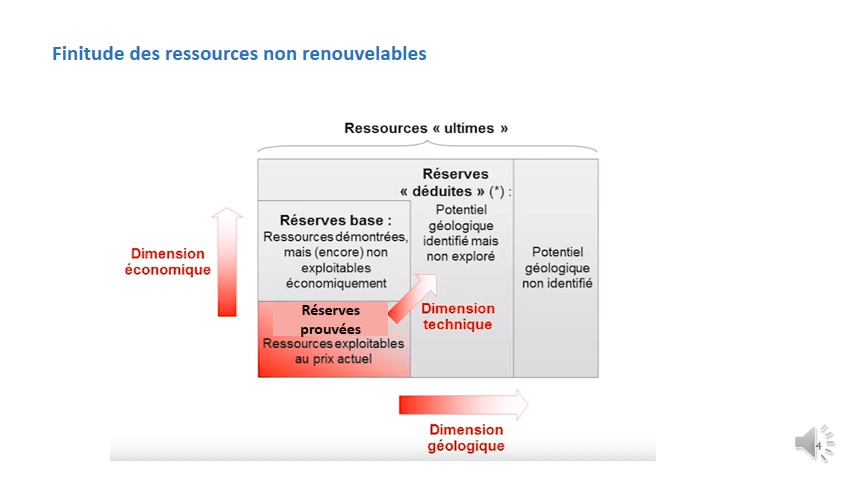 Finitude des ressources non renouvelables
Ressources « ultimes »
Réserves
« déduites » (*) :
Potentiel
géologique
identifié mais
non exploré
Réserves base :
Ressources démontrées,
mais (encore) non
exploitables
économiquement
Potentiel
géologique
non identifié
Dimension
économique
Réserves
prouvées
Ressources exploitables
au prix actuel
Dimension
technique
Dimension
géologique
4